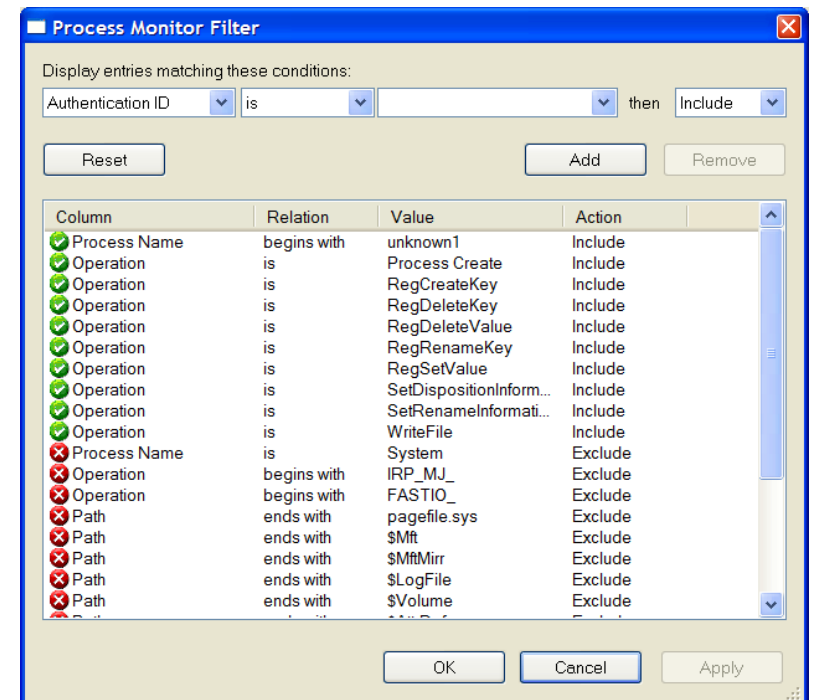 Process Monitor Filter
Display entries matching these conditions:
Authentication ID is then Include
Reset Add Remove
Column Relation Value Action
Process Name begins with unknown1 Include
Operation is Process Create Include
Operation is RegCreateKey Include
Operation is RegDeleteKey Include
Operation is RegDeleteValue Include
Operation is RegRenameKey Include
Operation is RegSetValue Include
Operation is SetDispositionInform... Include
Operation is SetRenameInformati... Include
Operation is WriteFile Include
Process Name is System Exclude
Operation begins with IRP_MJ_ Exclude
Operation begins with FASTIO_ Exclude
Path ends with pagefile.sys Exclude
Path ends with $Mft Exclude
Path ends with $MftMirr Exclude
Path ends with $LogFile Exclude
Path ends with $Volume Exclude
OK Cancel Apply